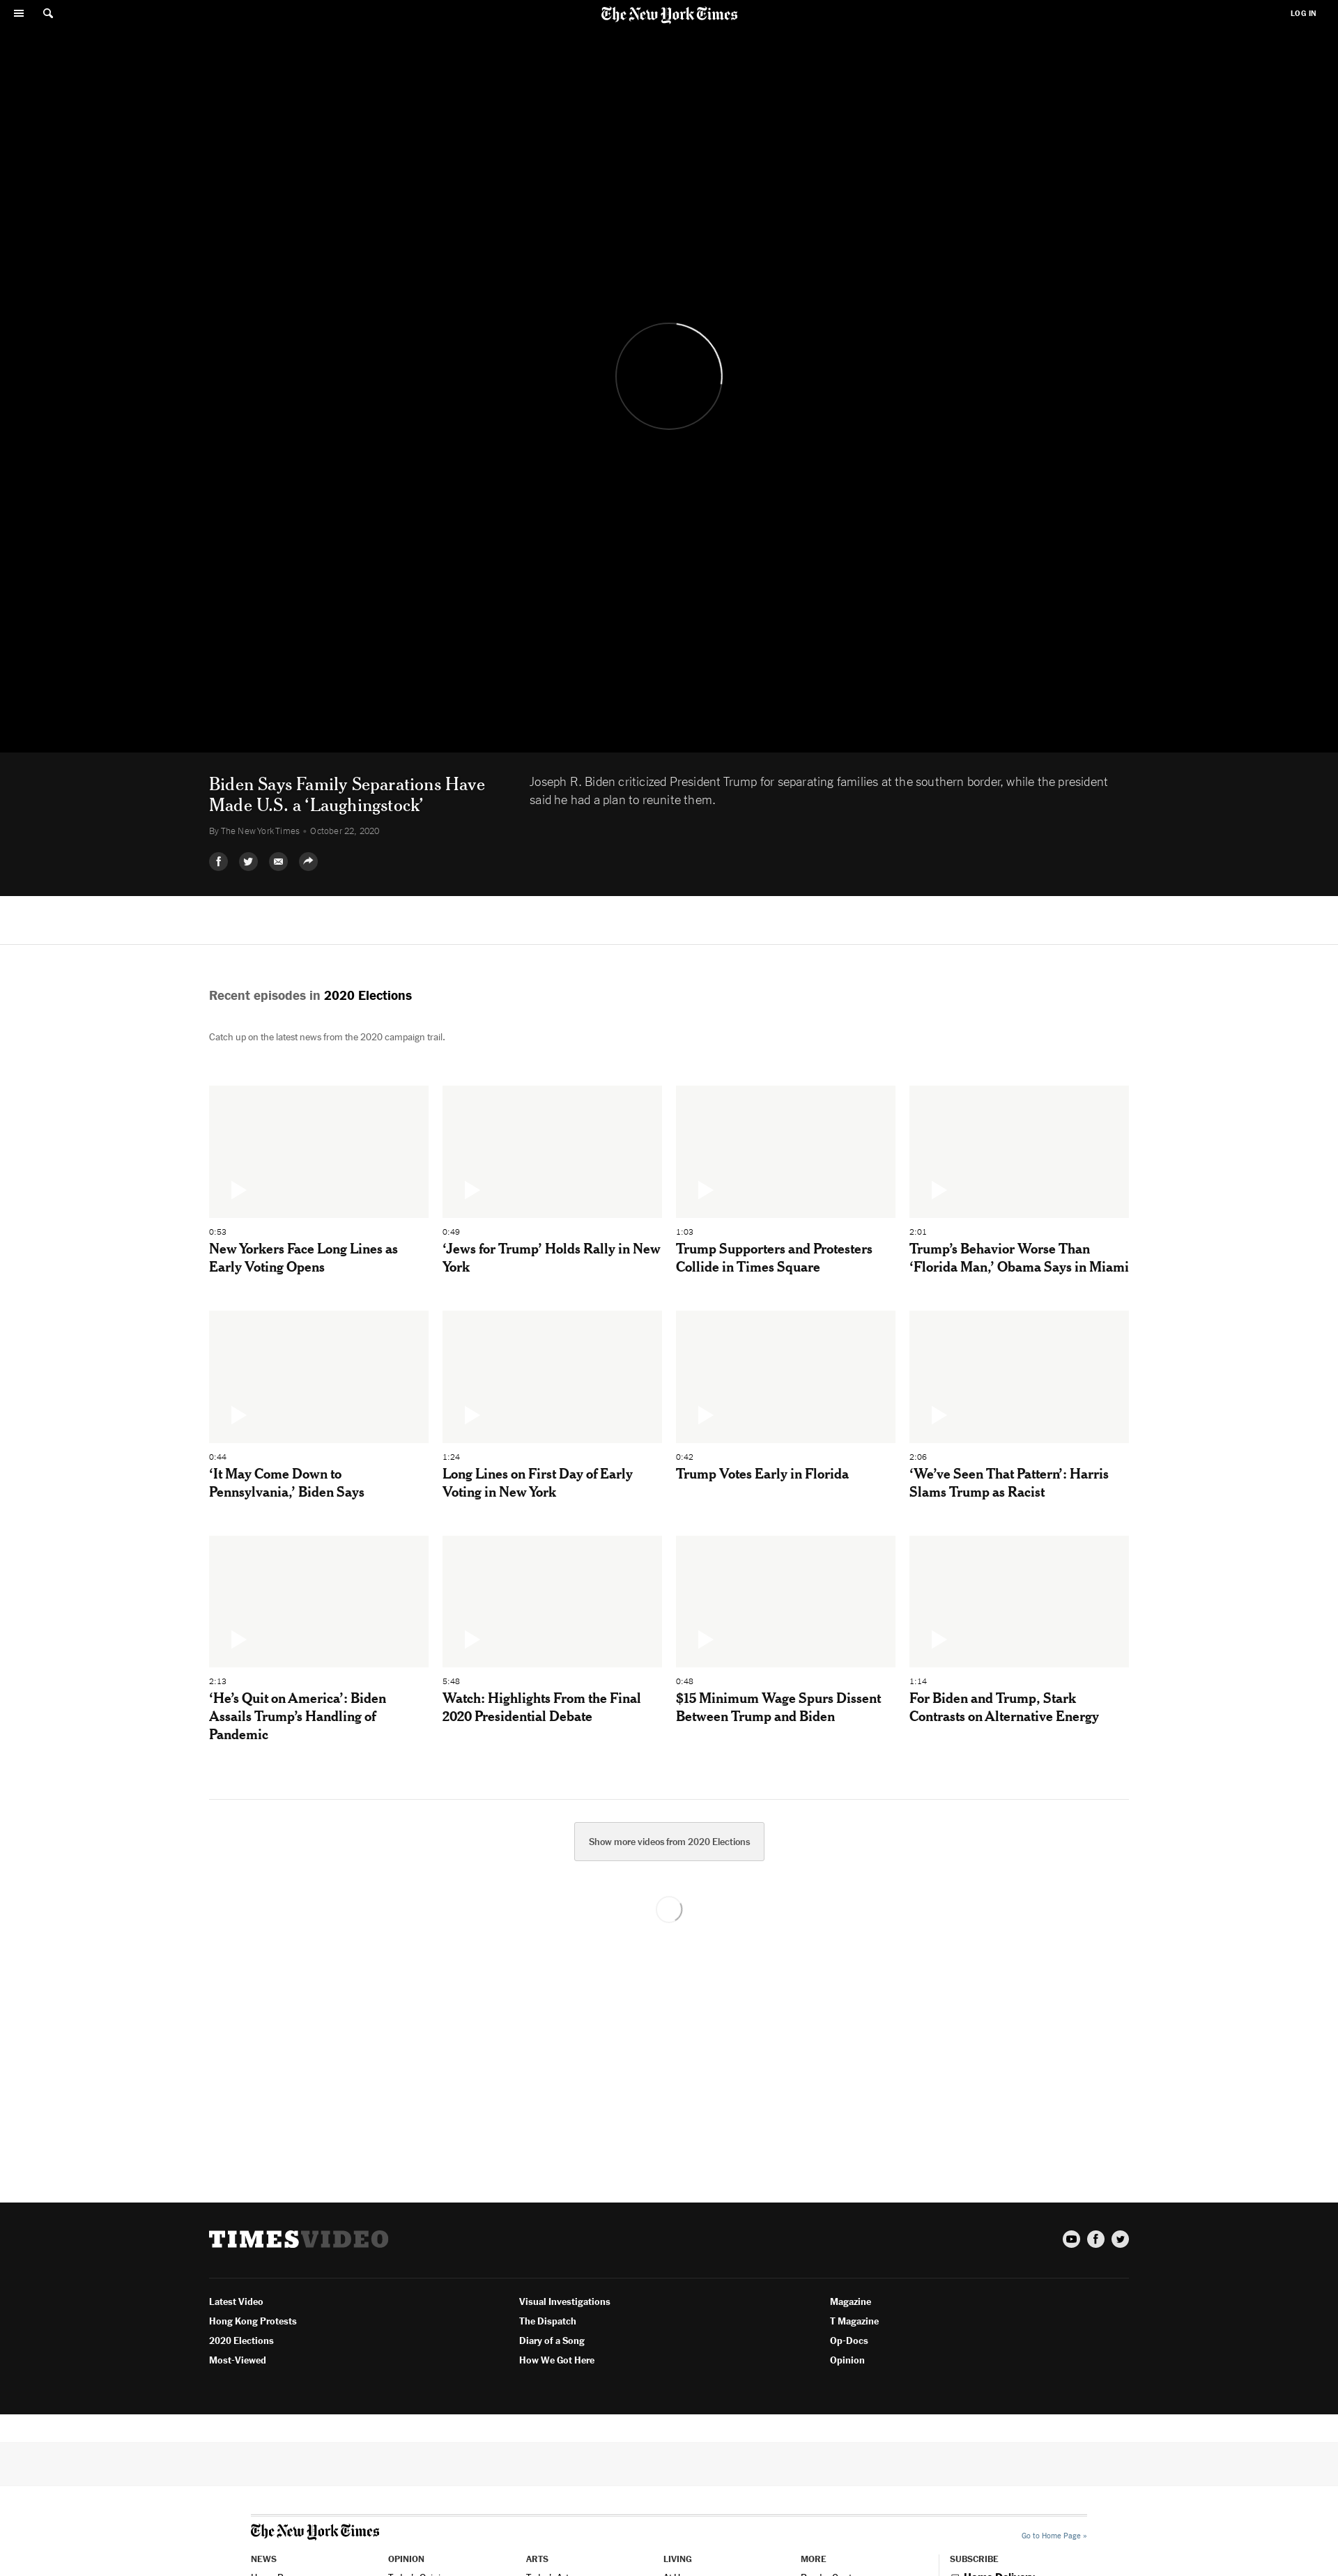 The New York Times
LOG IN
Biden Says Family Separations Have
Made U.S. a ‘Laughingstock’
By The New York Times • October 22, 2020
Joseph R. Biden criticized President Trump for separating families at the southern border, while the president
said he had a plan to reunite them.
Recent episodes in 2020 Elections
Catch up on the latest news from the 2020 campaign trail.
0:53
New Yorkers Face Long Lines as
Early Voting Opens
0:49
‘Jews for Trump’ Holds Rally in New
York
1:03
Trump Supporters and Protesters
Collide in Times Square
2:01
Trump’s Behavior Worse Than
‘Florida Man,’ Obama Says in Miami
0:44
‘It May Come Down to
Pennsylvania,’ Biden Says
1:24
Long Lines on First Day of Early
Voting in New York
0:42
Trump Votes Early in Florida
2:06
‘We’ve Seen That Pattern’: Harris
Slams Trump as Racist
2:13
‘He’s Quit on America’: Biden
Assails Trump’s Handling of
Pandemic
5:48
Watch: Highlights From the Final
2020 Presidential Debate
0:48
$15 Minimum Wage Spurs Dissent
Between Trump and Biden
1:14
For Biden and Trump, Stark
Contrasts on Alternative Energy
Show more videos from 2020 Elections
TIMESVIDEO
Latest Video
Hong Kong Protests
2020 Elections
Most-Viewed
Visual Investigations
The Dispatch
Diary of a Song
How We Got Here
Magazine
T Magazine
Op-Docs
Opinion
The New York Times
Go to Home Page »
NEWS
OPINION
ARTS
LIVING
MORE
SUBSCRIBE